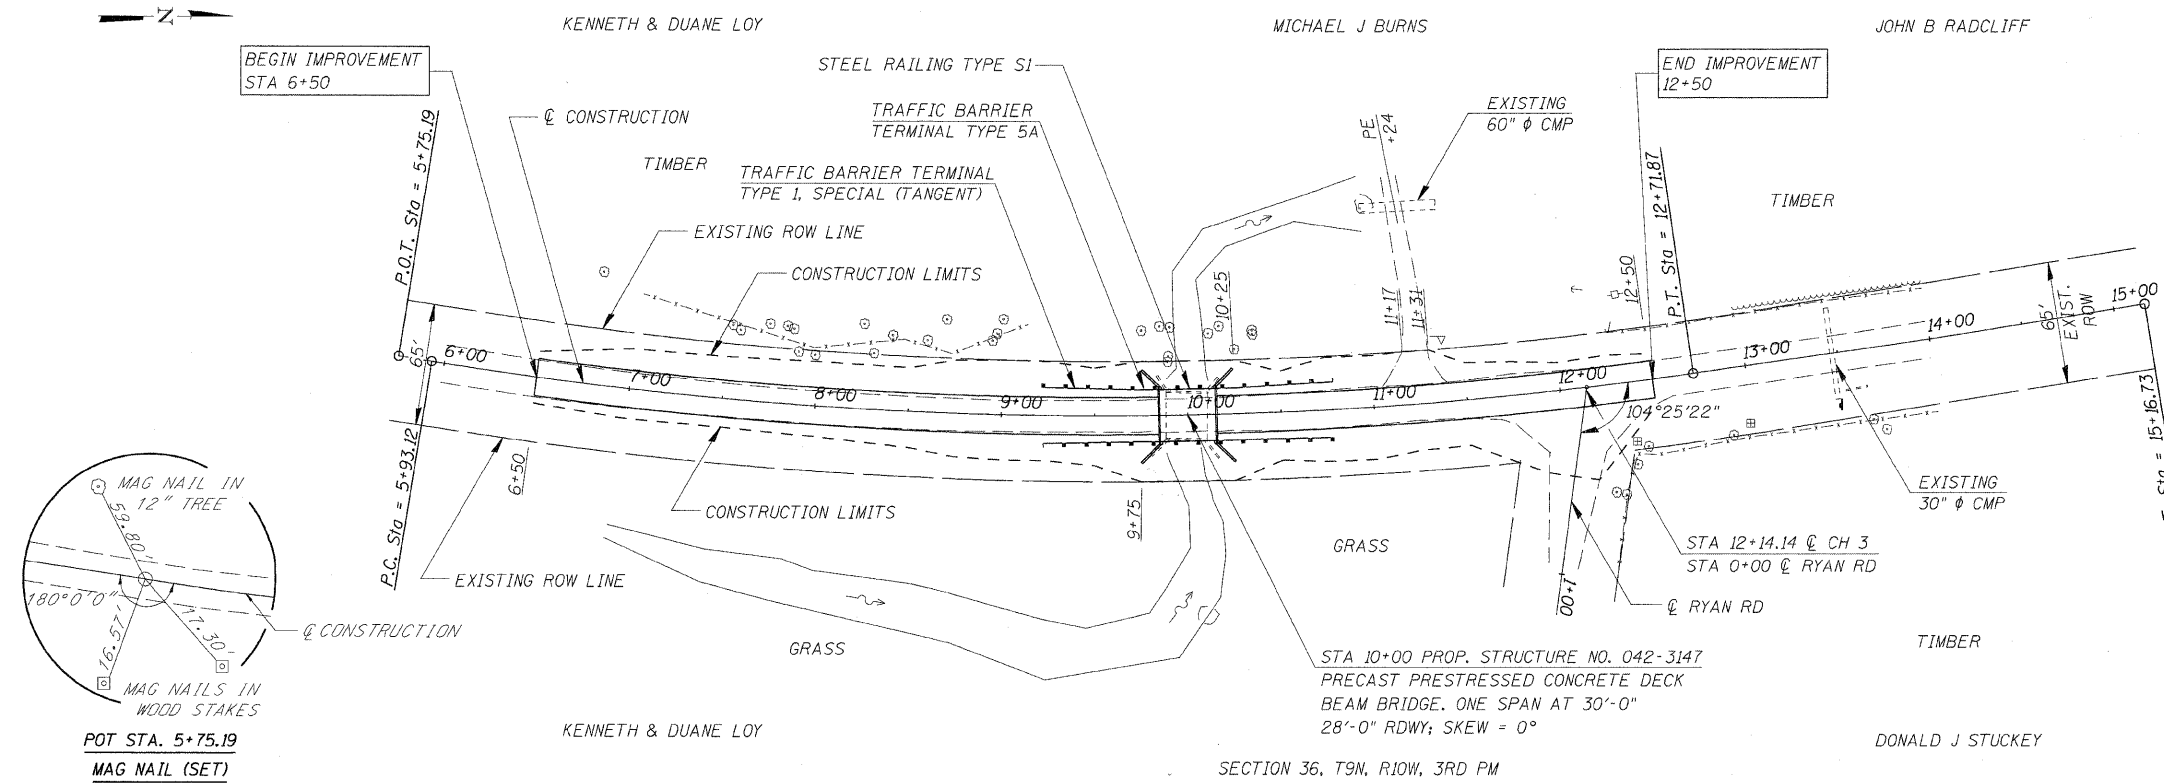 N
KENNETH & DUANE LOY
MICHAEL J BURNS
JOHN B RADCLIFF
BEGIN IMPROVEMENT
STA 6+50
STEEL RAILING TYPE S1
END IMPROVEMENT
12+50
℄ CONSTRUCTION
TRAFFIC BARRIER
TERMINAL TYPE 5A
EXISTING
60" ϕ CMP
PE
+24
P.O.T. Sta = 5+75.19
TIMBER
TRAFFIC BARRIER TERMINAL
TYPE 1, SPECIAL (TANGENT)
P.T. Sta = 12+71.87
TIMBER
EXISTING ROW LINE
CONSTRUCTION LIMITS
10+25
11+17
11+31
12+50
65'
EXIST.
ROW
15+00
65'
6+00
7+00
8+00
9+00
10+00
11+00
12+00
13+00
14+00
104°25'22"
15+16.73
P.C. Sta = 5+93.12
6+50
9+75
MAG NAIL IN
12" TREE
59.80'
CONSTRUCTION LIMITS
EXISTING
30" ϕ CMP
GRASS
STA 12+14.14 ℄ CH 3
STA 0+00 ℄ RYAN RD
EXISTING ROW LINE
180°0'0"
16.57'
17.30'
℄ CONSTRUCTION
1+00
℄ RYAN RD
GRASS
TIMBER
MAG NAILS IN
WOOD STAKES
STA 10+00 PROP. STRUCTURE NO. 042-3147
PRECAST PRESTRESSED CONCRETE DECK
BEAM BRIDGE. ONE SPAN AT 30'-0"
28'-0" RDWY; SKEW = 0°
POT STA. 5+75.19
MAG NAIL (SET)
KENNETH & DUANE LOY
DONALD J STUCKEY
SECTION 36, T9N, R10W, 3RD PM